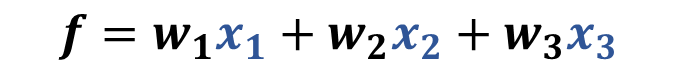 f = w₁x₁ + w₂x₂ + w₃x₃